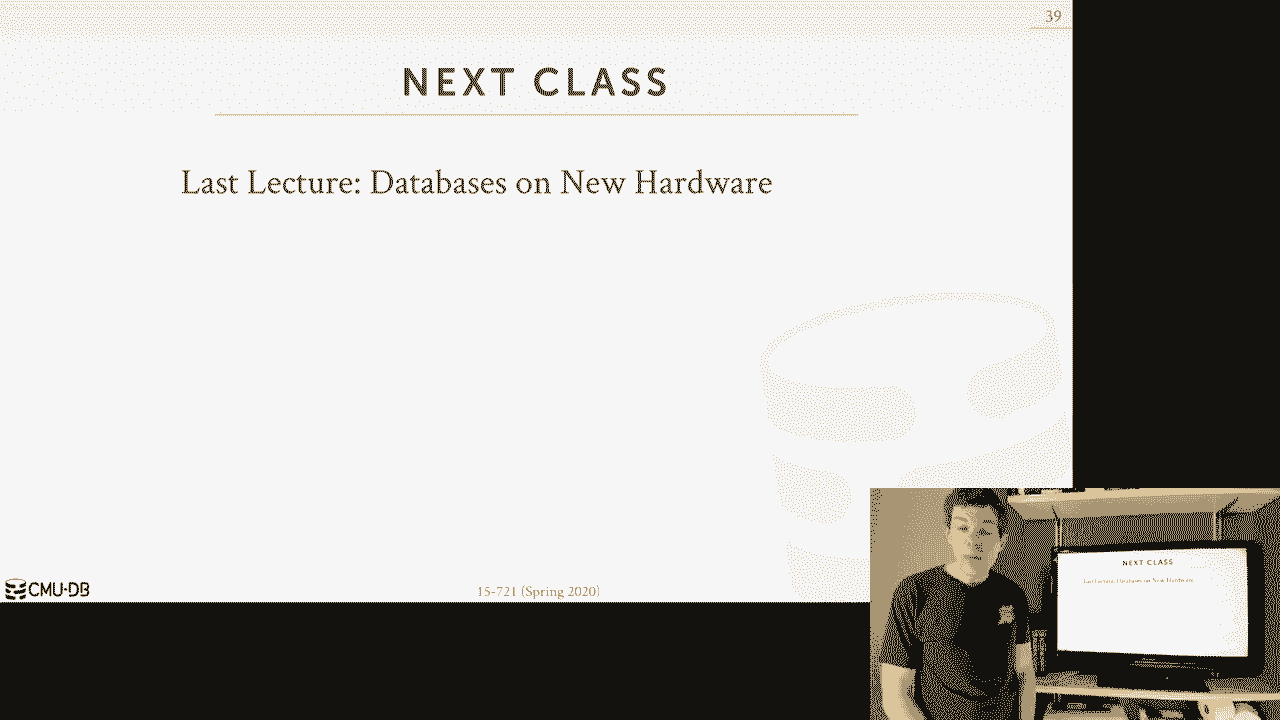 39
NEXT CLASS
Last Lecture: Databases on New Hardware
CMU·DB
15-721 (Spring 2020)
NEXT CLASS
Last Lecture: Databases on New Hardware